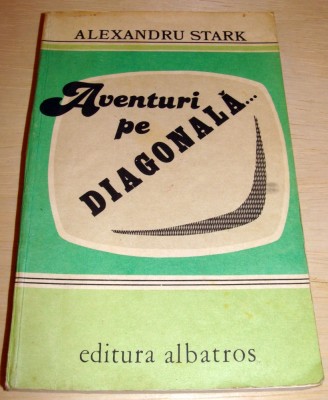 ALEXANDRU STARK
Aventuri
pe
DIAGONALĂ...
editura albatros